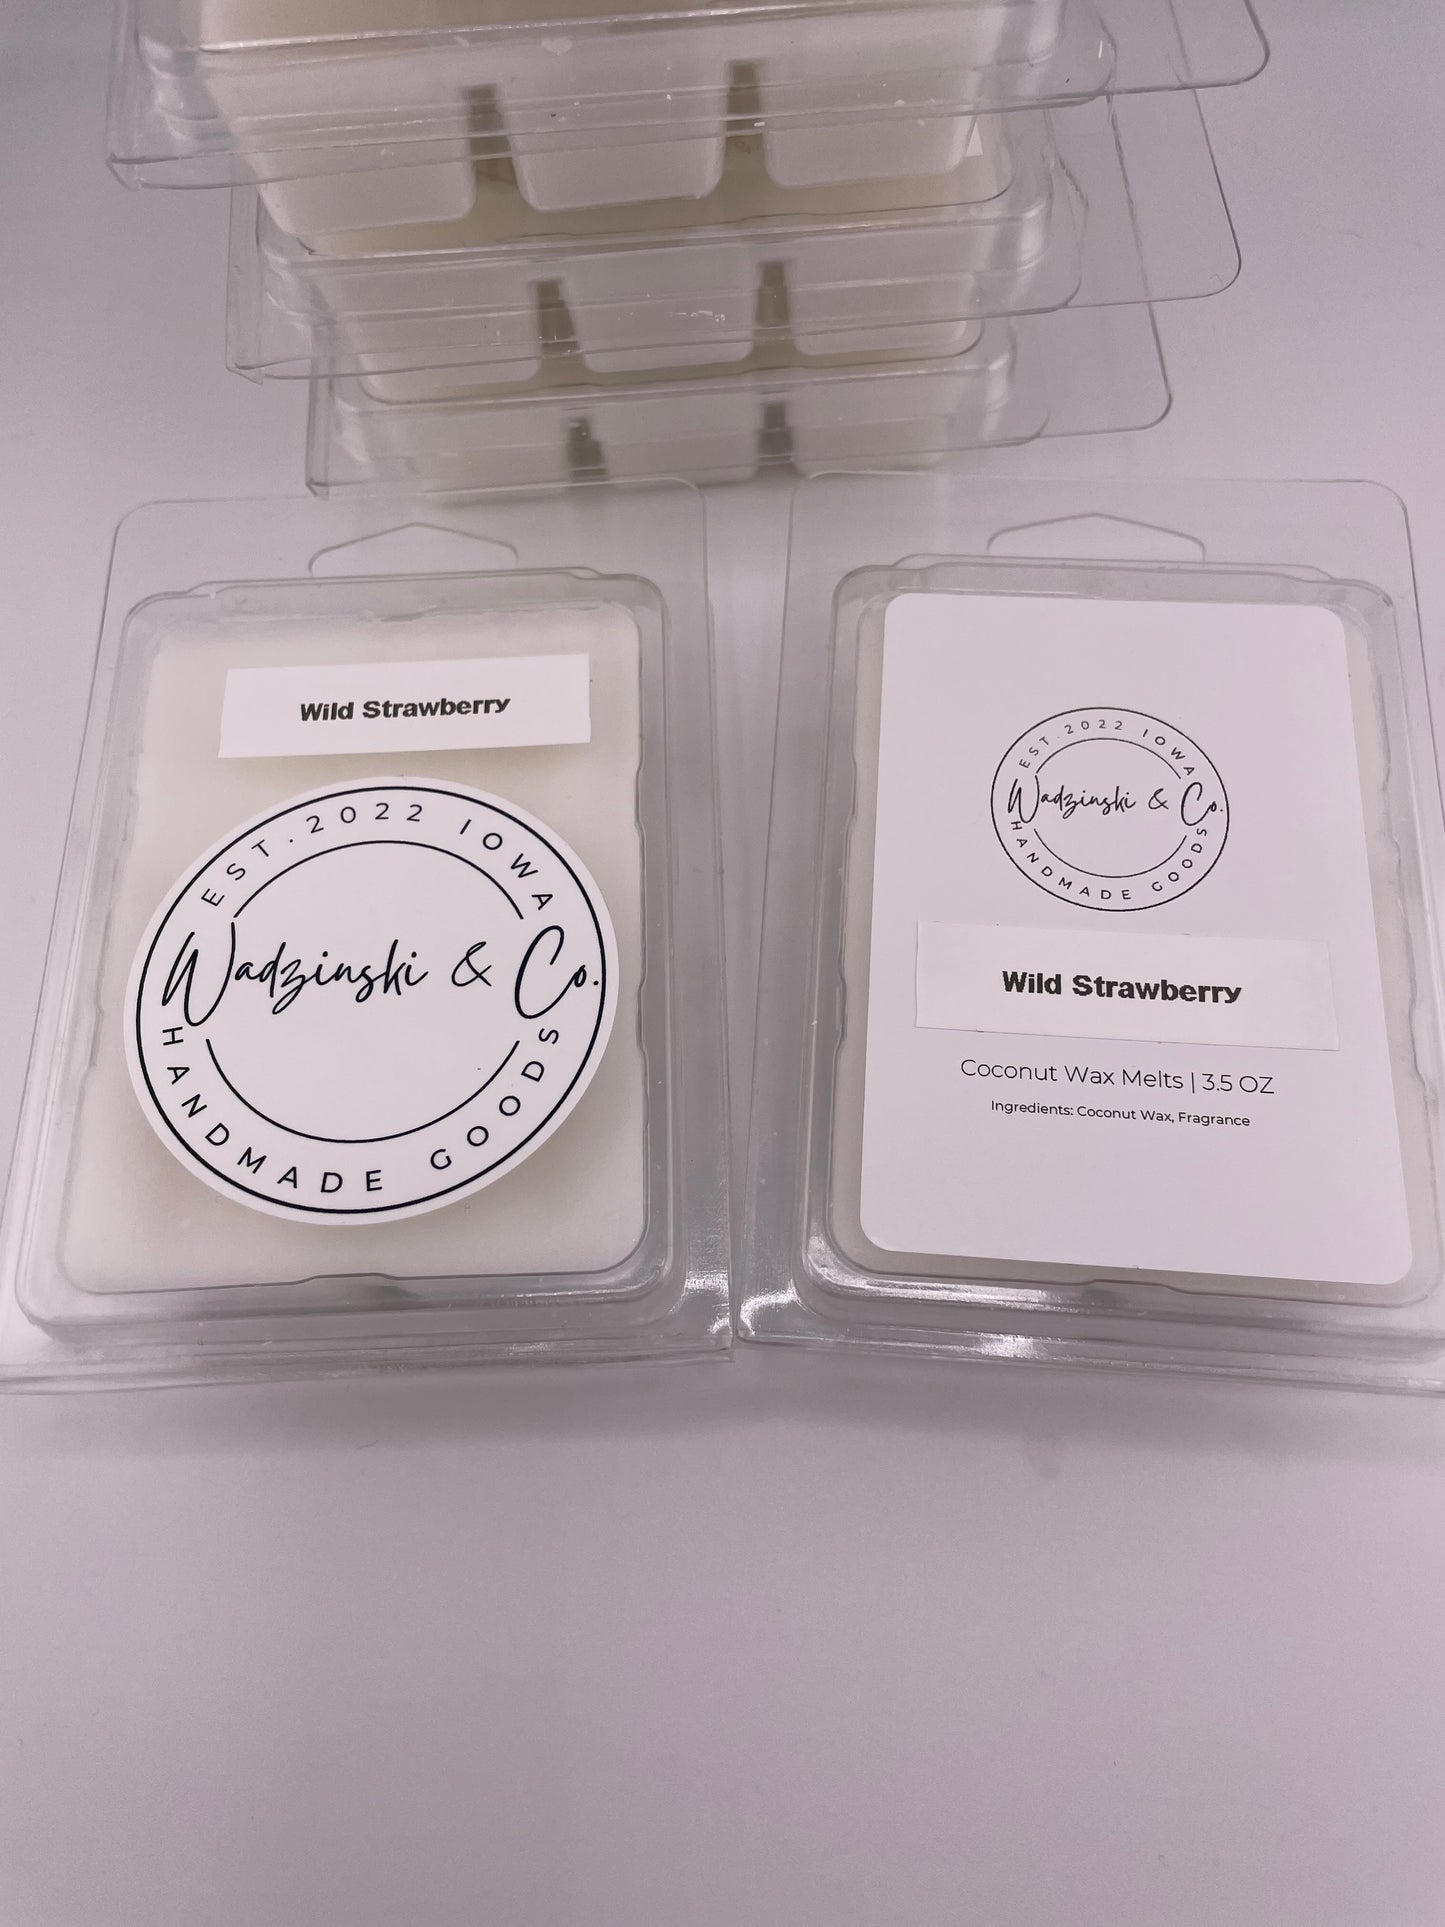 Wild Strawberry
EST. 2022 IOWA
Wadzinski & Co.
HANDMADE GOODS
EST. 2022 IOWA
Wadzinski & Co.
HANDMADE GOODS
Wild Strawberry
Coconut Wax Melts | 3.5 OZ
Ingredients: Coconut Wax, Fragrance